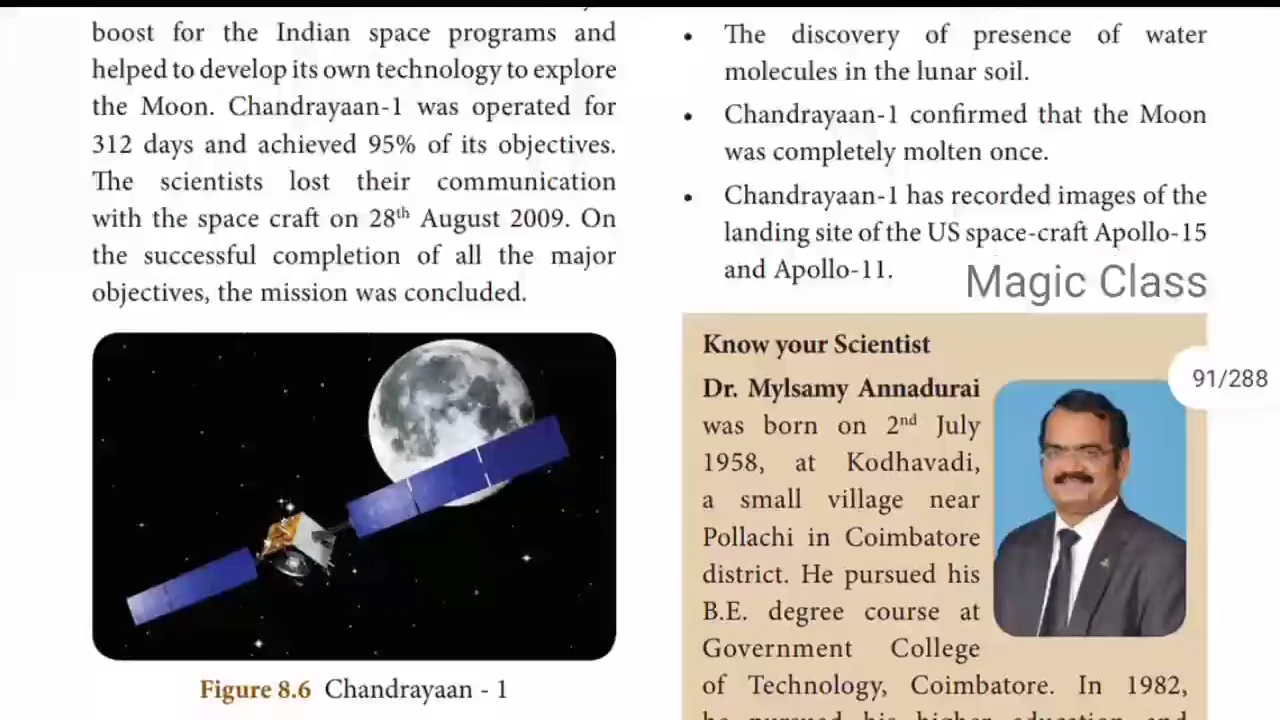 boost for the Indian space programs and
helped to develop its own technology to explore
the Moon. Chandrayaan-1 was operated for
312 days and achieved 95% of its objectives.
The scientists lost their communication
with the space craft on 28th August 2009. On
the successful completion of all the major
objectives, the mission was concluded.
Figure 8.6 Chandrayaan - 1
• The discovery of presence of water
molecules in the lunar soil.
• Chandrayaan-1 confirmed that the Moon
was completely molten once.
• Chandrayaan-1 has recorded images of the
landing site of the US space-craft Apollo-15
and Apollo-11.
Magic Class
Know your Scientist
91/288
Dr. Mylsamy Annadurai
was born on 2nd July
1958, at Kodhavadi,
a small village near
Pollachi in Coimbatore
district. He pursued his
B.E. degree course at
Government College
of Technology, Coimbatore. In 1982,
he pursued his higher education and